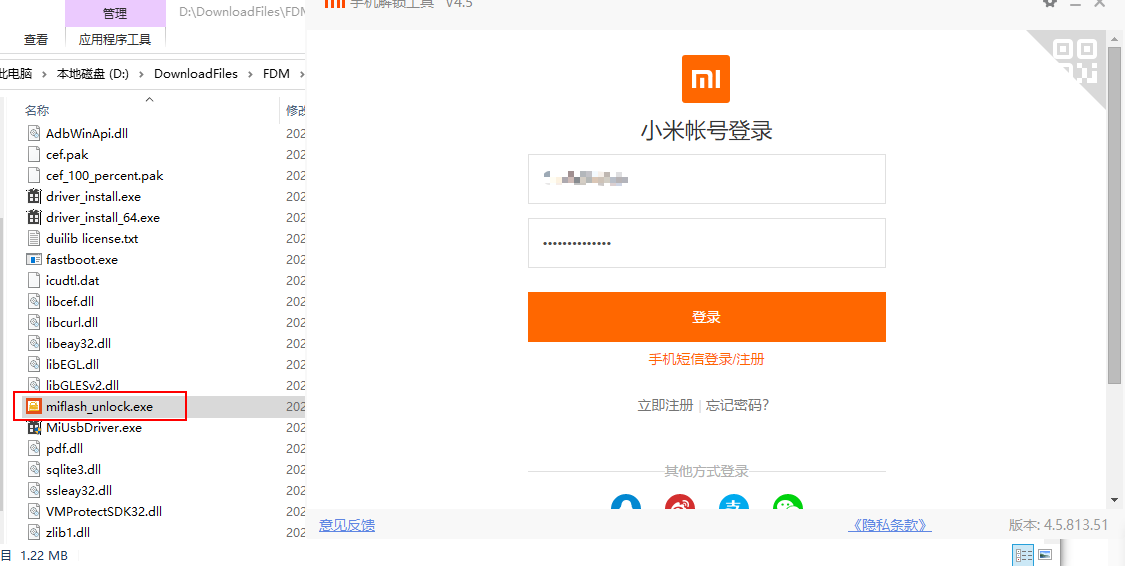 管理
D:\DownloadFiles\FDM
查看
应用程序工具
此电脑 › 本地磁盘 (D:) › DownloadFiles › FDM ›
名称
修改
AdbWinApi.dll 202
cef.pak 202
cef_100_percent.pak 202
driver_install.exe 202
driver_install_64.exe 202
duilib license.txt 202
fastboot.exe 202
icudtl.dat 202
libcef.dll 202
libcurl.dll 202
libeay32.dll 202
libEGL.dll 202
libGLESv2.dll 202
miflash_unlock.exe 202
MiUsbDriver.exe 202
pdf.dll 202
sqlite3.dll 202
ssleay32.dll 202
VMProtectSDK32.dll 202
zlib1.dll 202
目 1.22 MB
手机解锁工具 V4.5
小米帐号登录
••••••••••••••
登录
手机短信登录/注册
立即注册 | 忘记密码?
其他方式登录
意见反馈
《隐私条款》
版本: 4.5.813.51